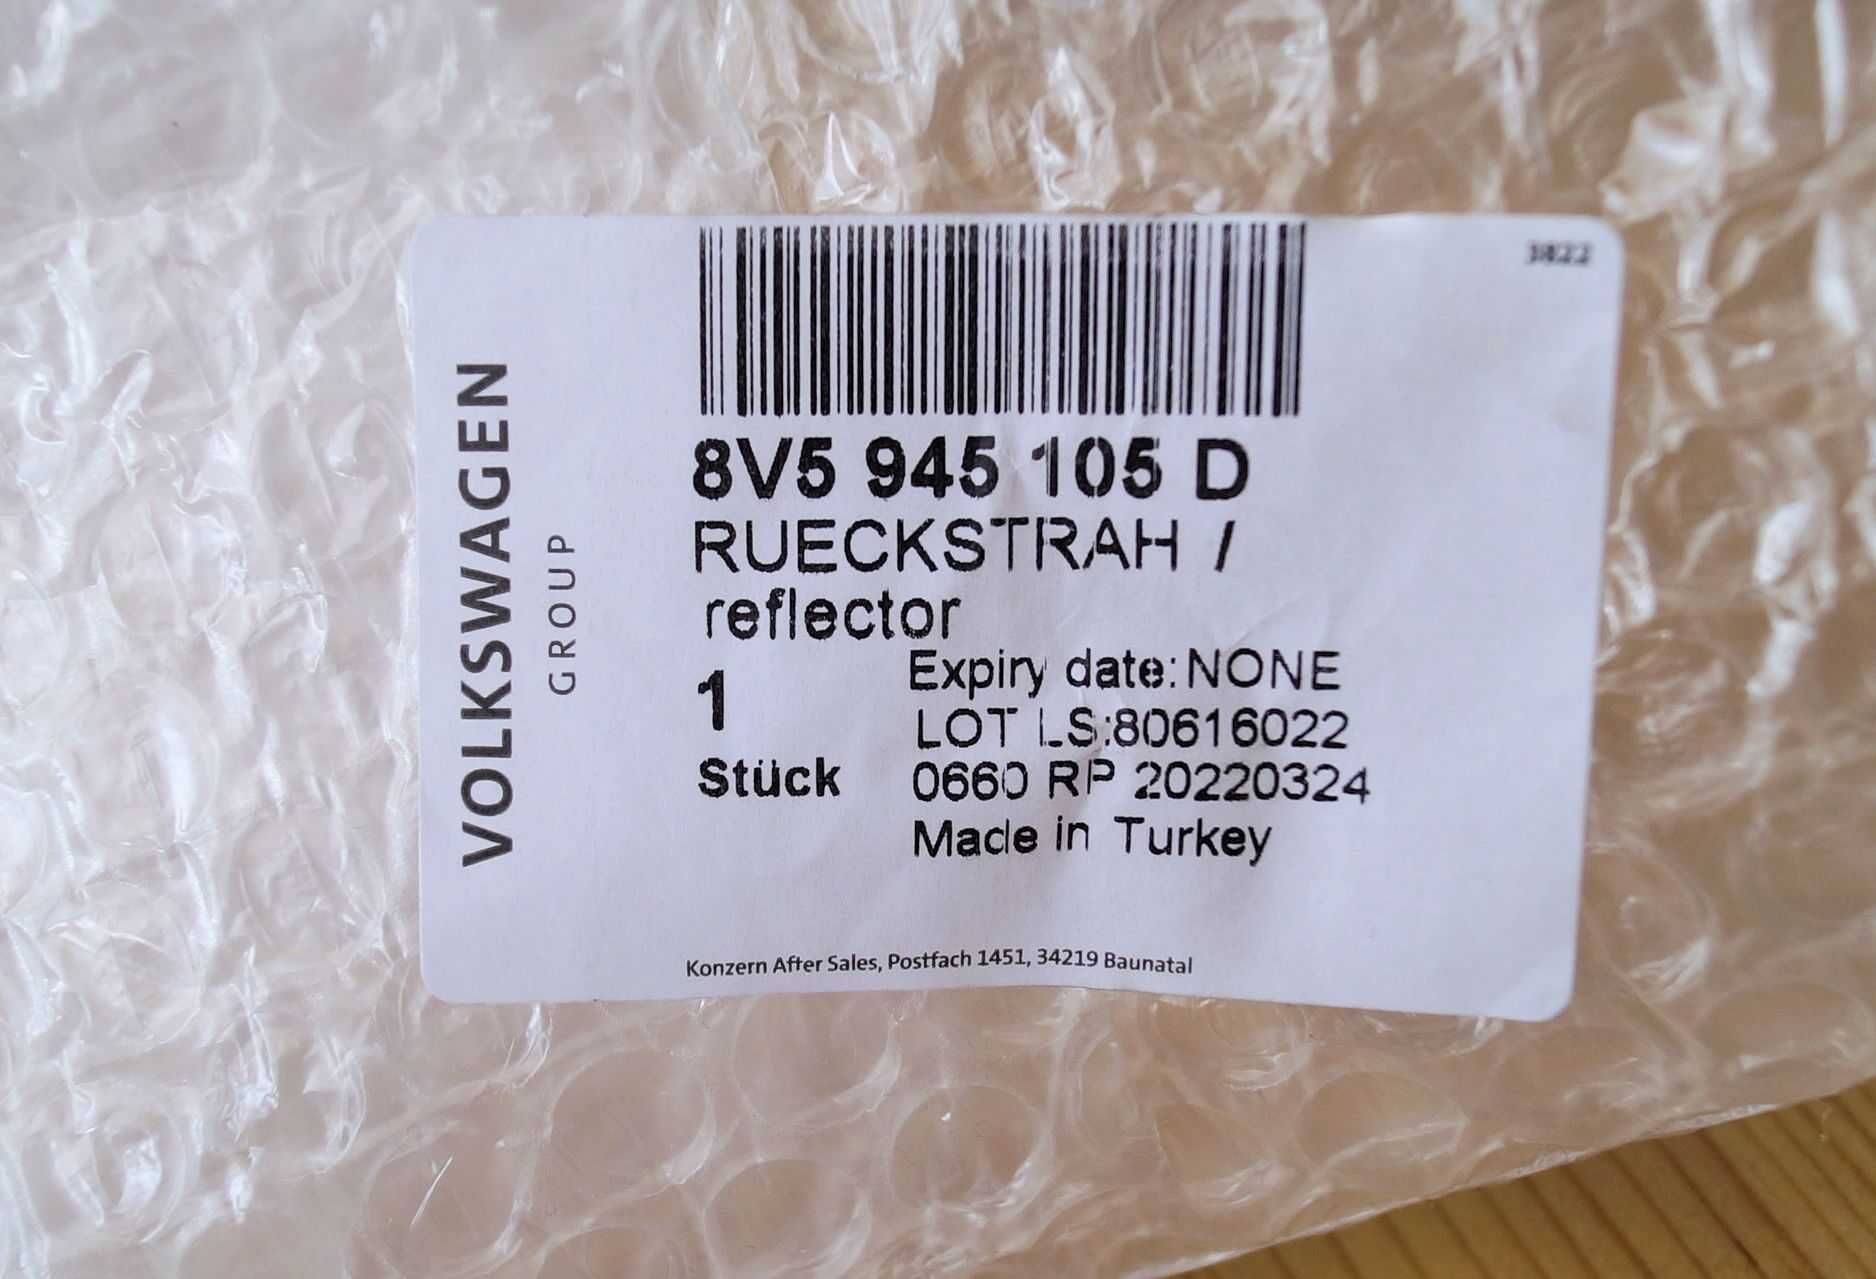 3822
VOLKSWAGEN
GROUP
8V5 945 105 D
RUECKSTRAH /
reflector
1
Stück
Expiry date:NONE
LOT LS:80616022
0660 RP 20220324
Made in Turkey
Konzern After Sales, Postfach 1451, 34219 Baunatal